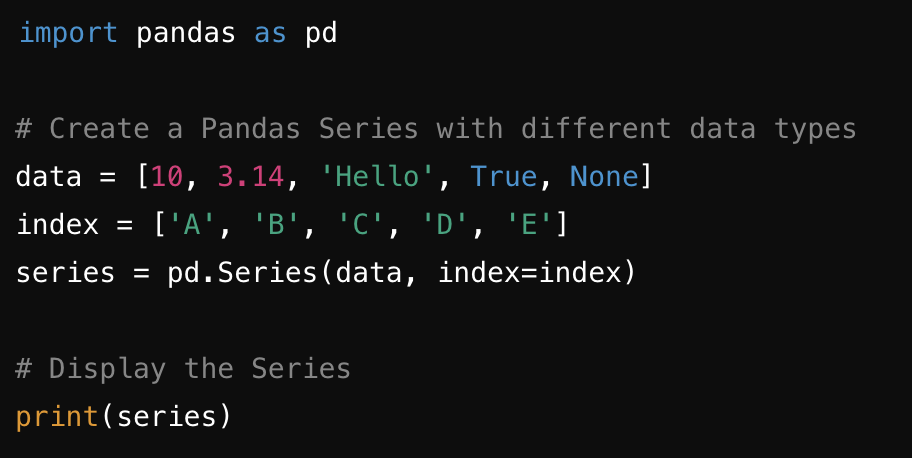 import pandas as pd
# Create a Pandas Series with different data types
data = [10, 3.14, 'Hello', True, None]
index = ['A', 'B', 'C', 'D', 'E']
series = pd.Series(data, index=index)
# Display the Series
print(series)